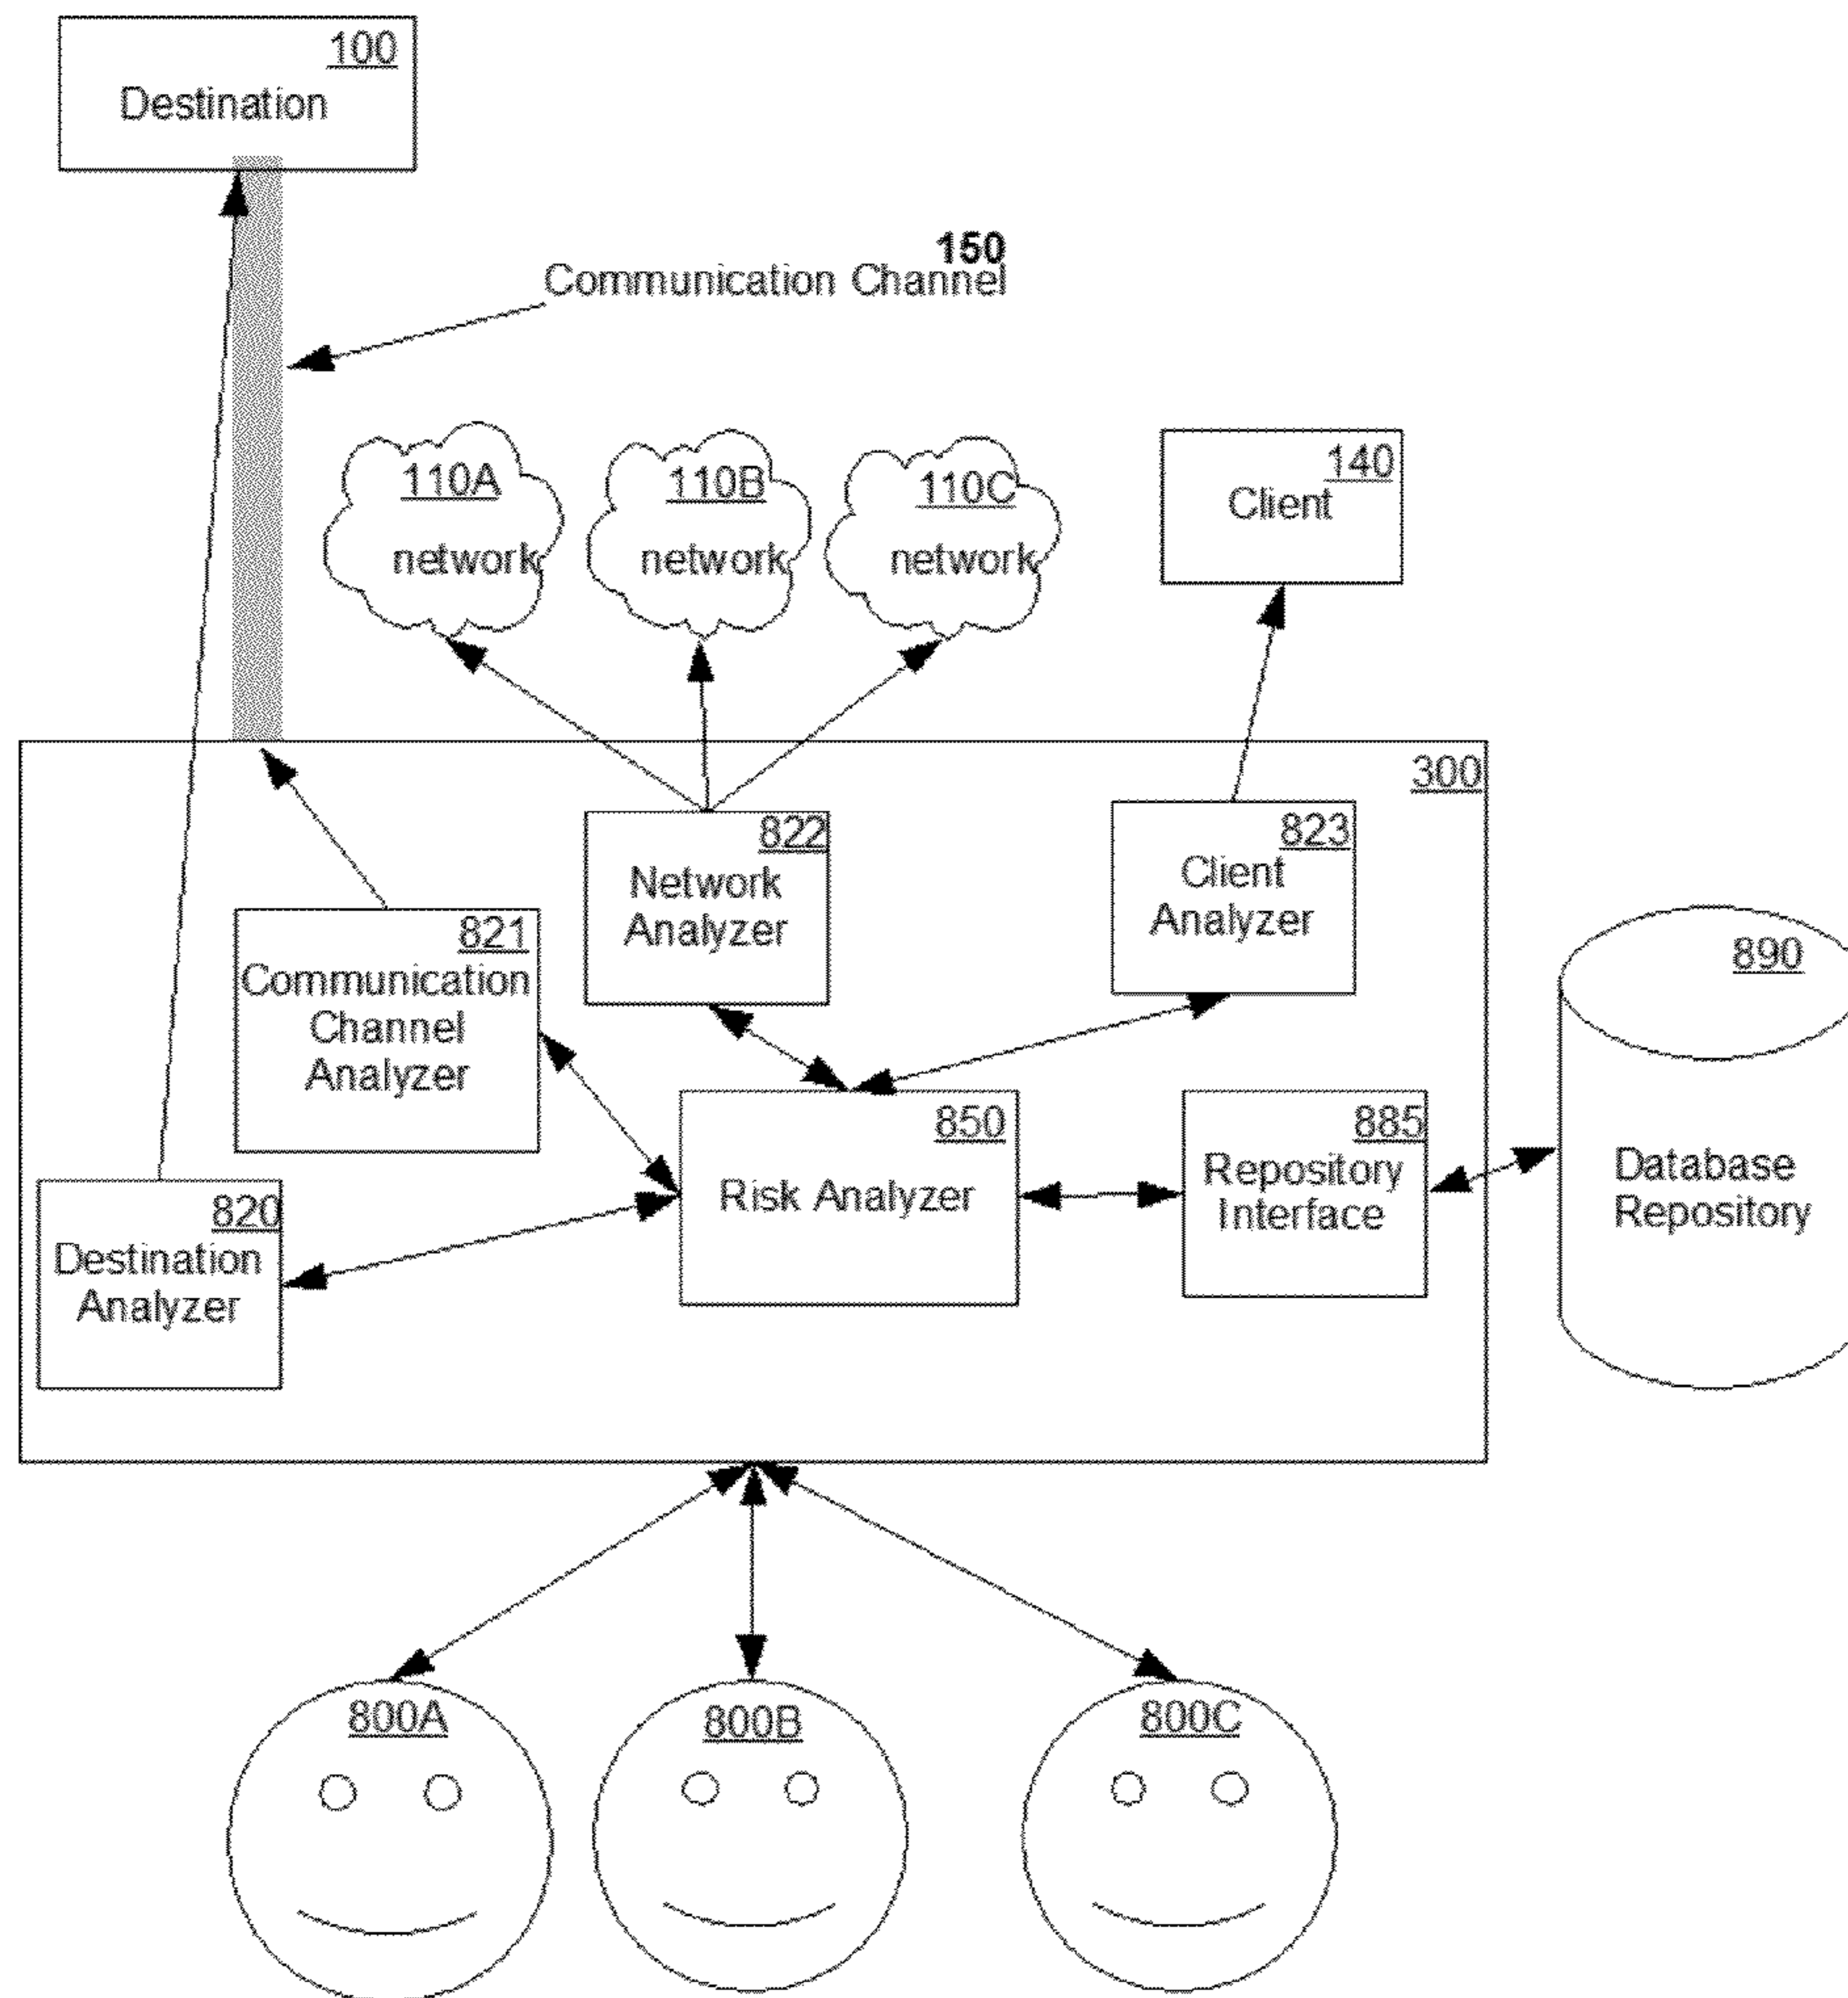 100
Destination
150
Communication Channel
110A
network
110B
network
110C
network
140
Client
300
822
Network
Analyzer
823
Client
Analyzer
821
Communication
Channel
Analyzer
890
Database
Repository
850
Risk Analyzer
885
Repository
Interface
820
Destination
Analyzer
800A
800B
800C